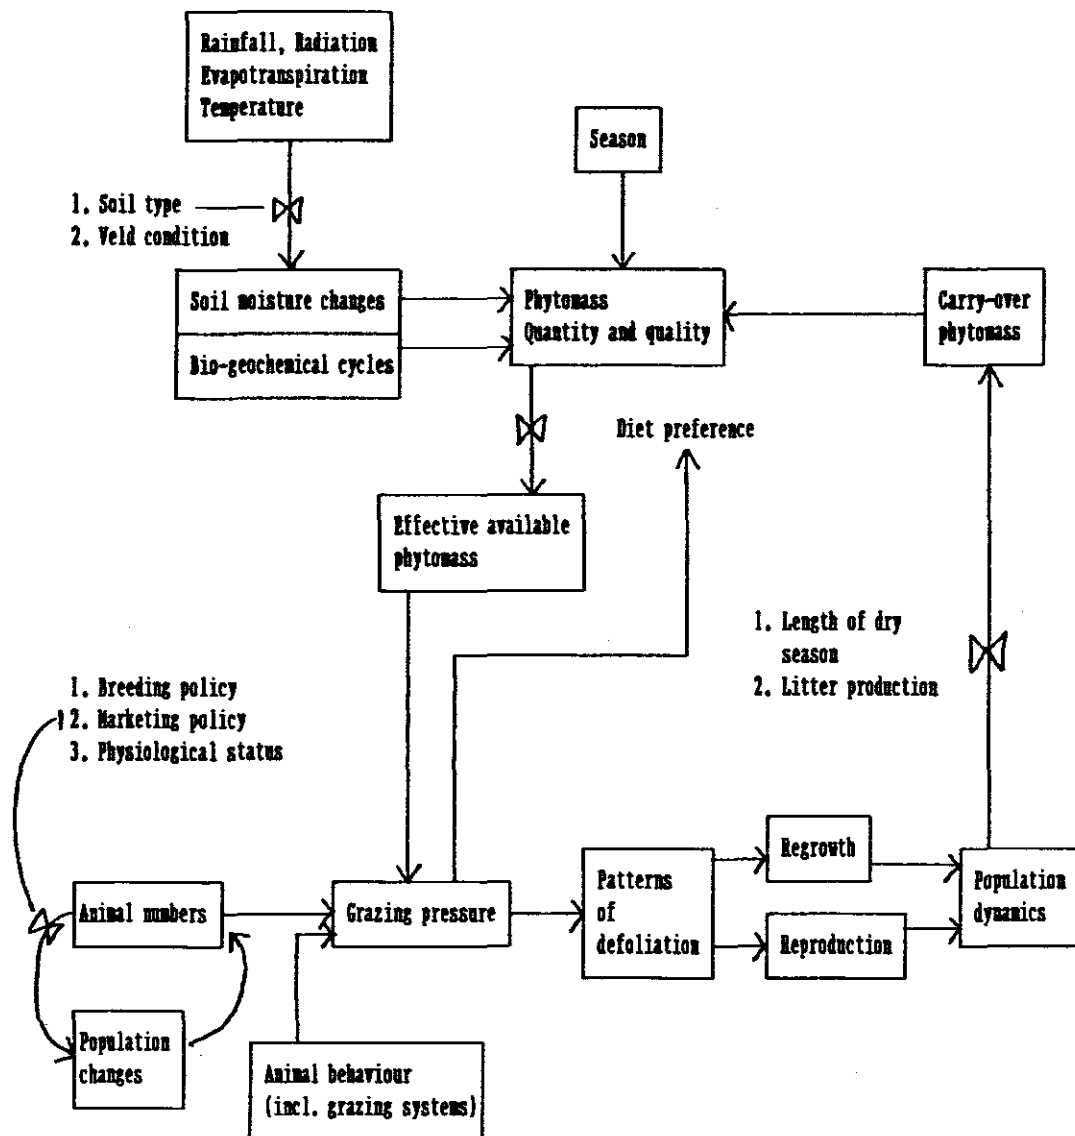 Rainfall, Radiation
Evapotranspiration
Temperature
Season
1. Soil type
2. Veld condition
Soil moisture changes
Bio-geochemical cycles
Phytomass
Quantity and quality
Carry-over
phytomass
Diet preference
Effective available
phytomass
1. Length of dry
season
2. Litter production
1. Breeding policy
2. Marketing policy
3. Physiological status
Animal numbers
Grazing pressure
Patterns
of
defoliation
Regrowth
Reproduction
Population
dynamics
Population
changes
Animal behaviour
(incl. grazing systems)